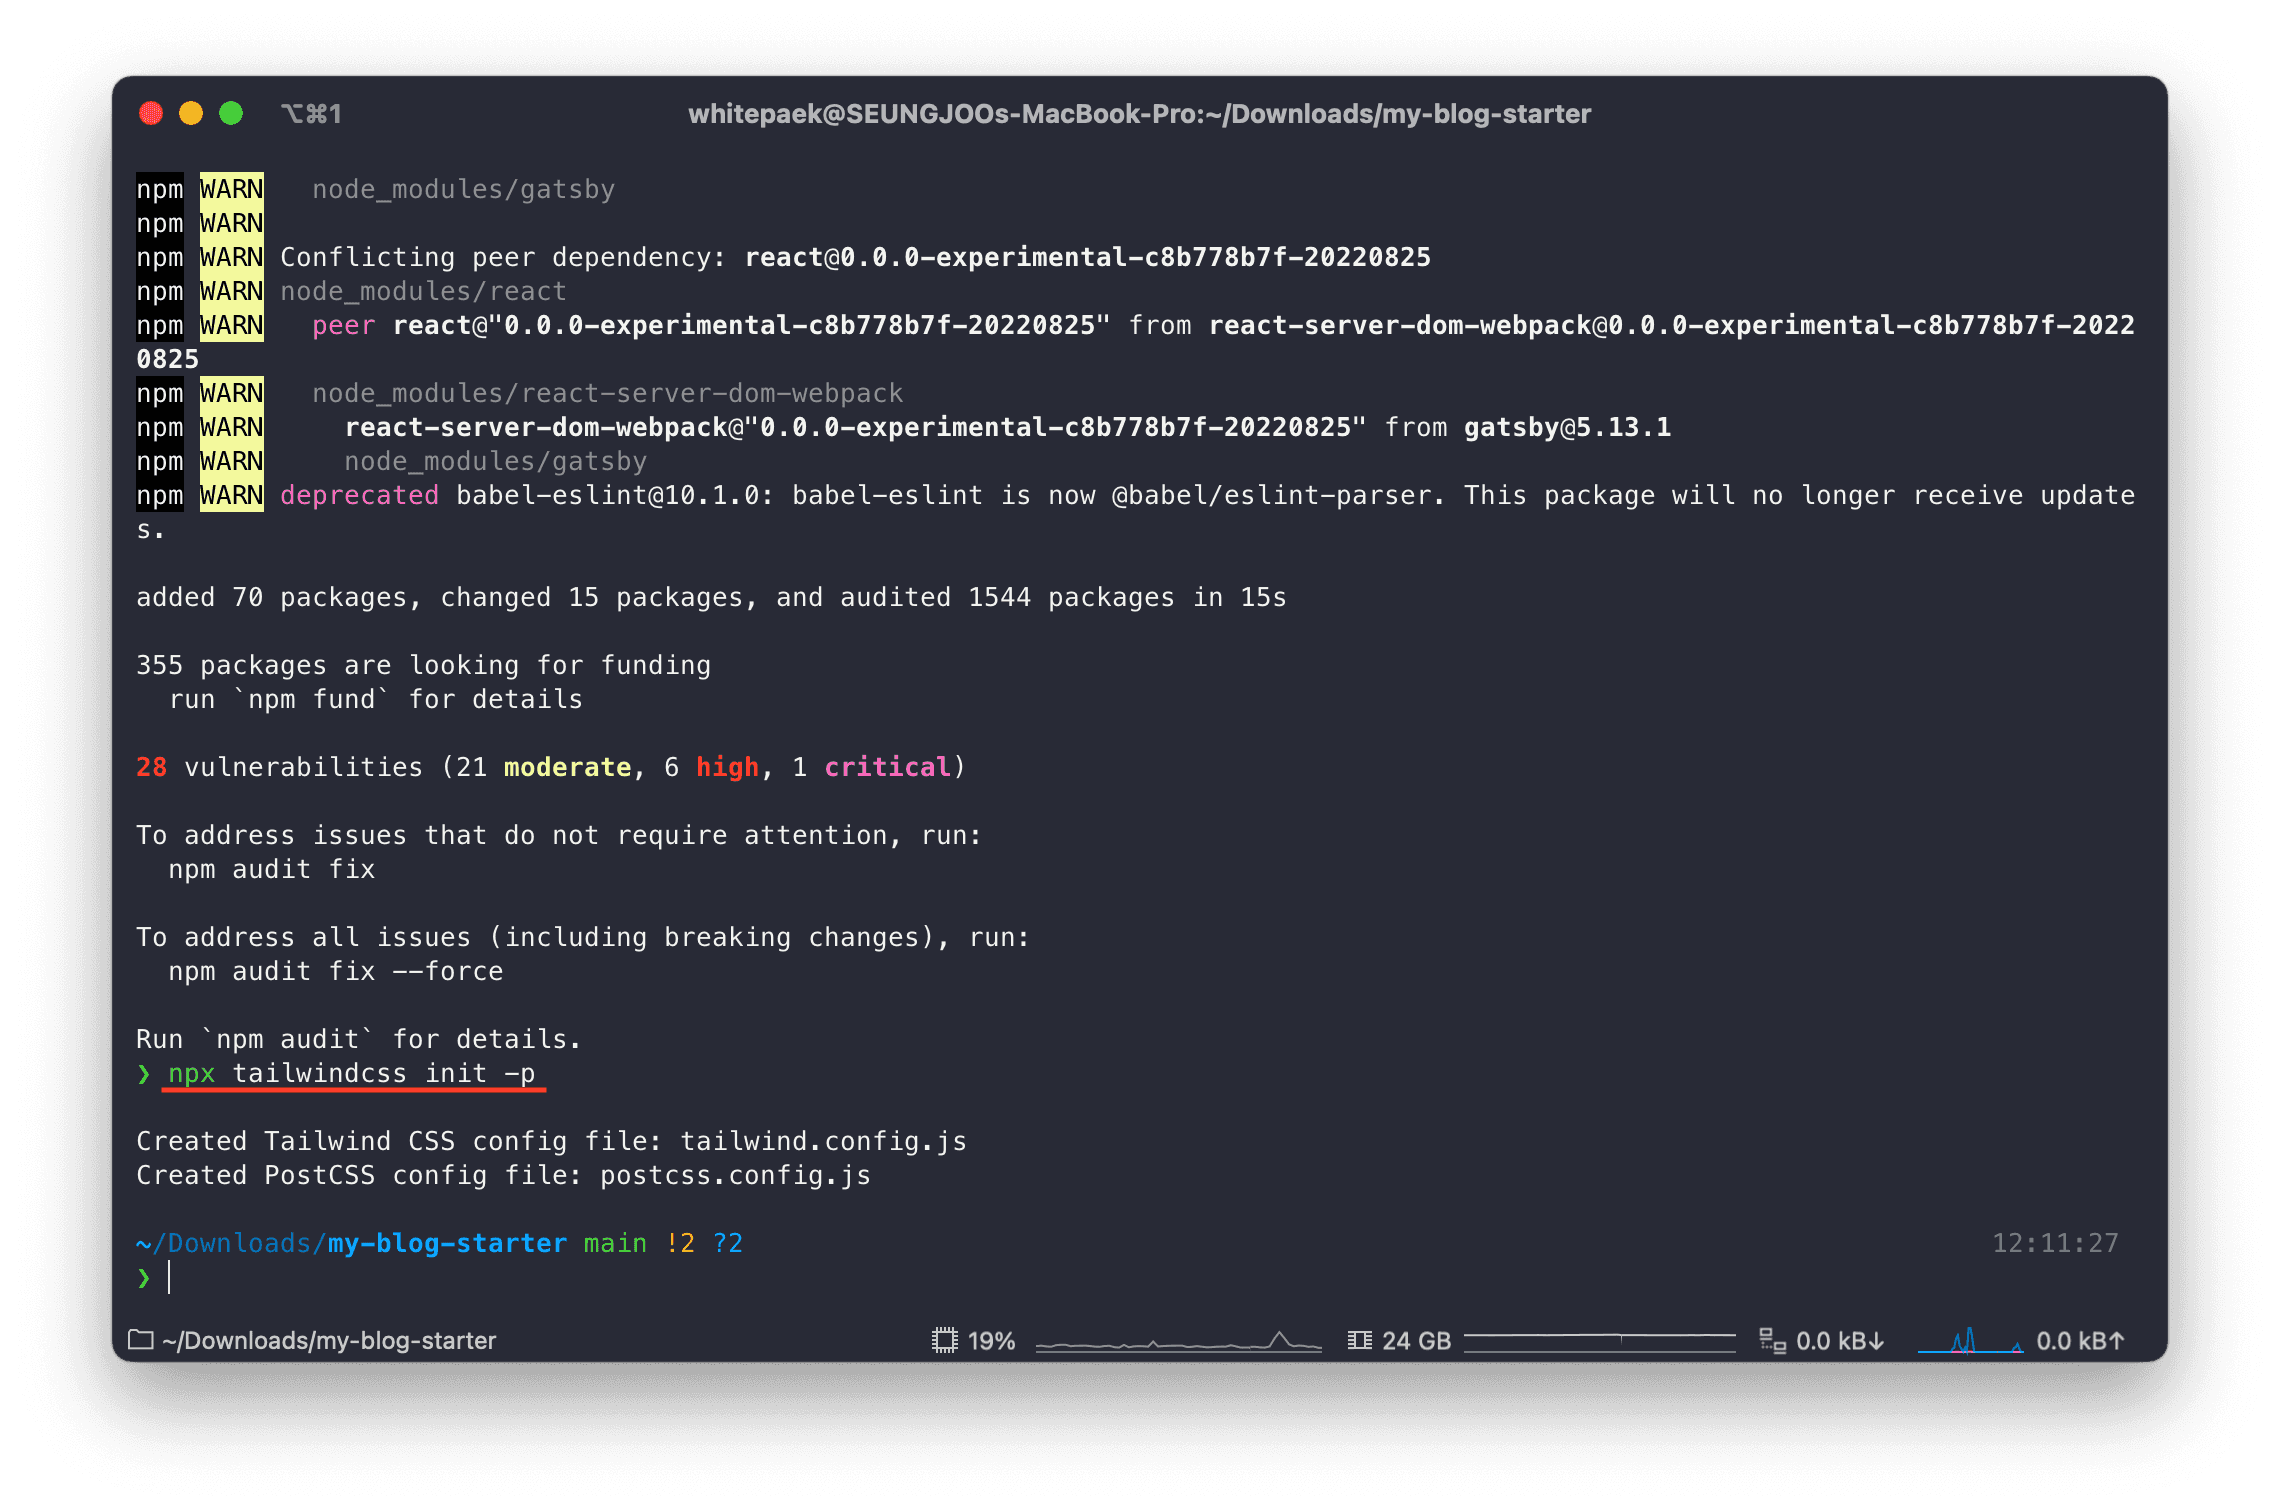 ⌥⌘1 whitepaek@SEUNGJOOs-MacBook-Pro:~/Downloads/my-blog-starter
npm WARN   node_modules/gatsby
npm WARN
npm WARN Conflicting peer dependency: react@0.0.0-experimental-c8b778b7f-20220825
npm WARN node_modules/react
npm WARN   peer react@"0.0.0-experimental-c8b778b7f-20220825" from react-server-dom-webpack@0.0.0-experimental-c8b778b7f-2022
0825
npm WARN   node_modules/react-server-dom-webpack
npm WARN     react-server-dom-webpack@"0.0.0-experimental-c8b778b7f-20220825" from gatsby@5.13.1
npm WARN     node_modules/gatsby
npm WARN deprecated babel-eslint@10.1.0: babel-eslint is now @babel/eslint-parser. This package will no longer receive update
s.
added 70 packages, changed 15 packages, and audited 1544 packages in 15s
355 packages are looking for funding
  run `npm fund` for details
28 vulnerabilities (21 moderate, 6 high, 1 critical)
To address issues that do not require attention, run:
  npm audit fix
To address all issues (including breaking changes), run:
  npm audit fix --force
Run `npm audit` for details.
❯ npx tailwindcss init -p
Created Tailwind CSS config file: tailwind.config.js
Created PostCSS config file: postcss.config.js
~/Downloads/my-blog-starter main !2 ?2 12:11:27
❯
~/Downloads/my-blog-starter 19% 24 GB 0.0 kB↓ 0.0 kB↑